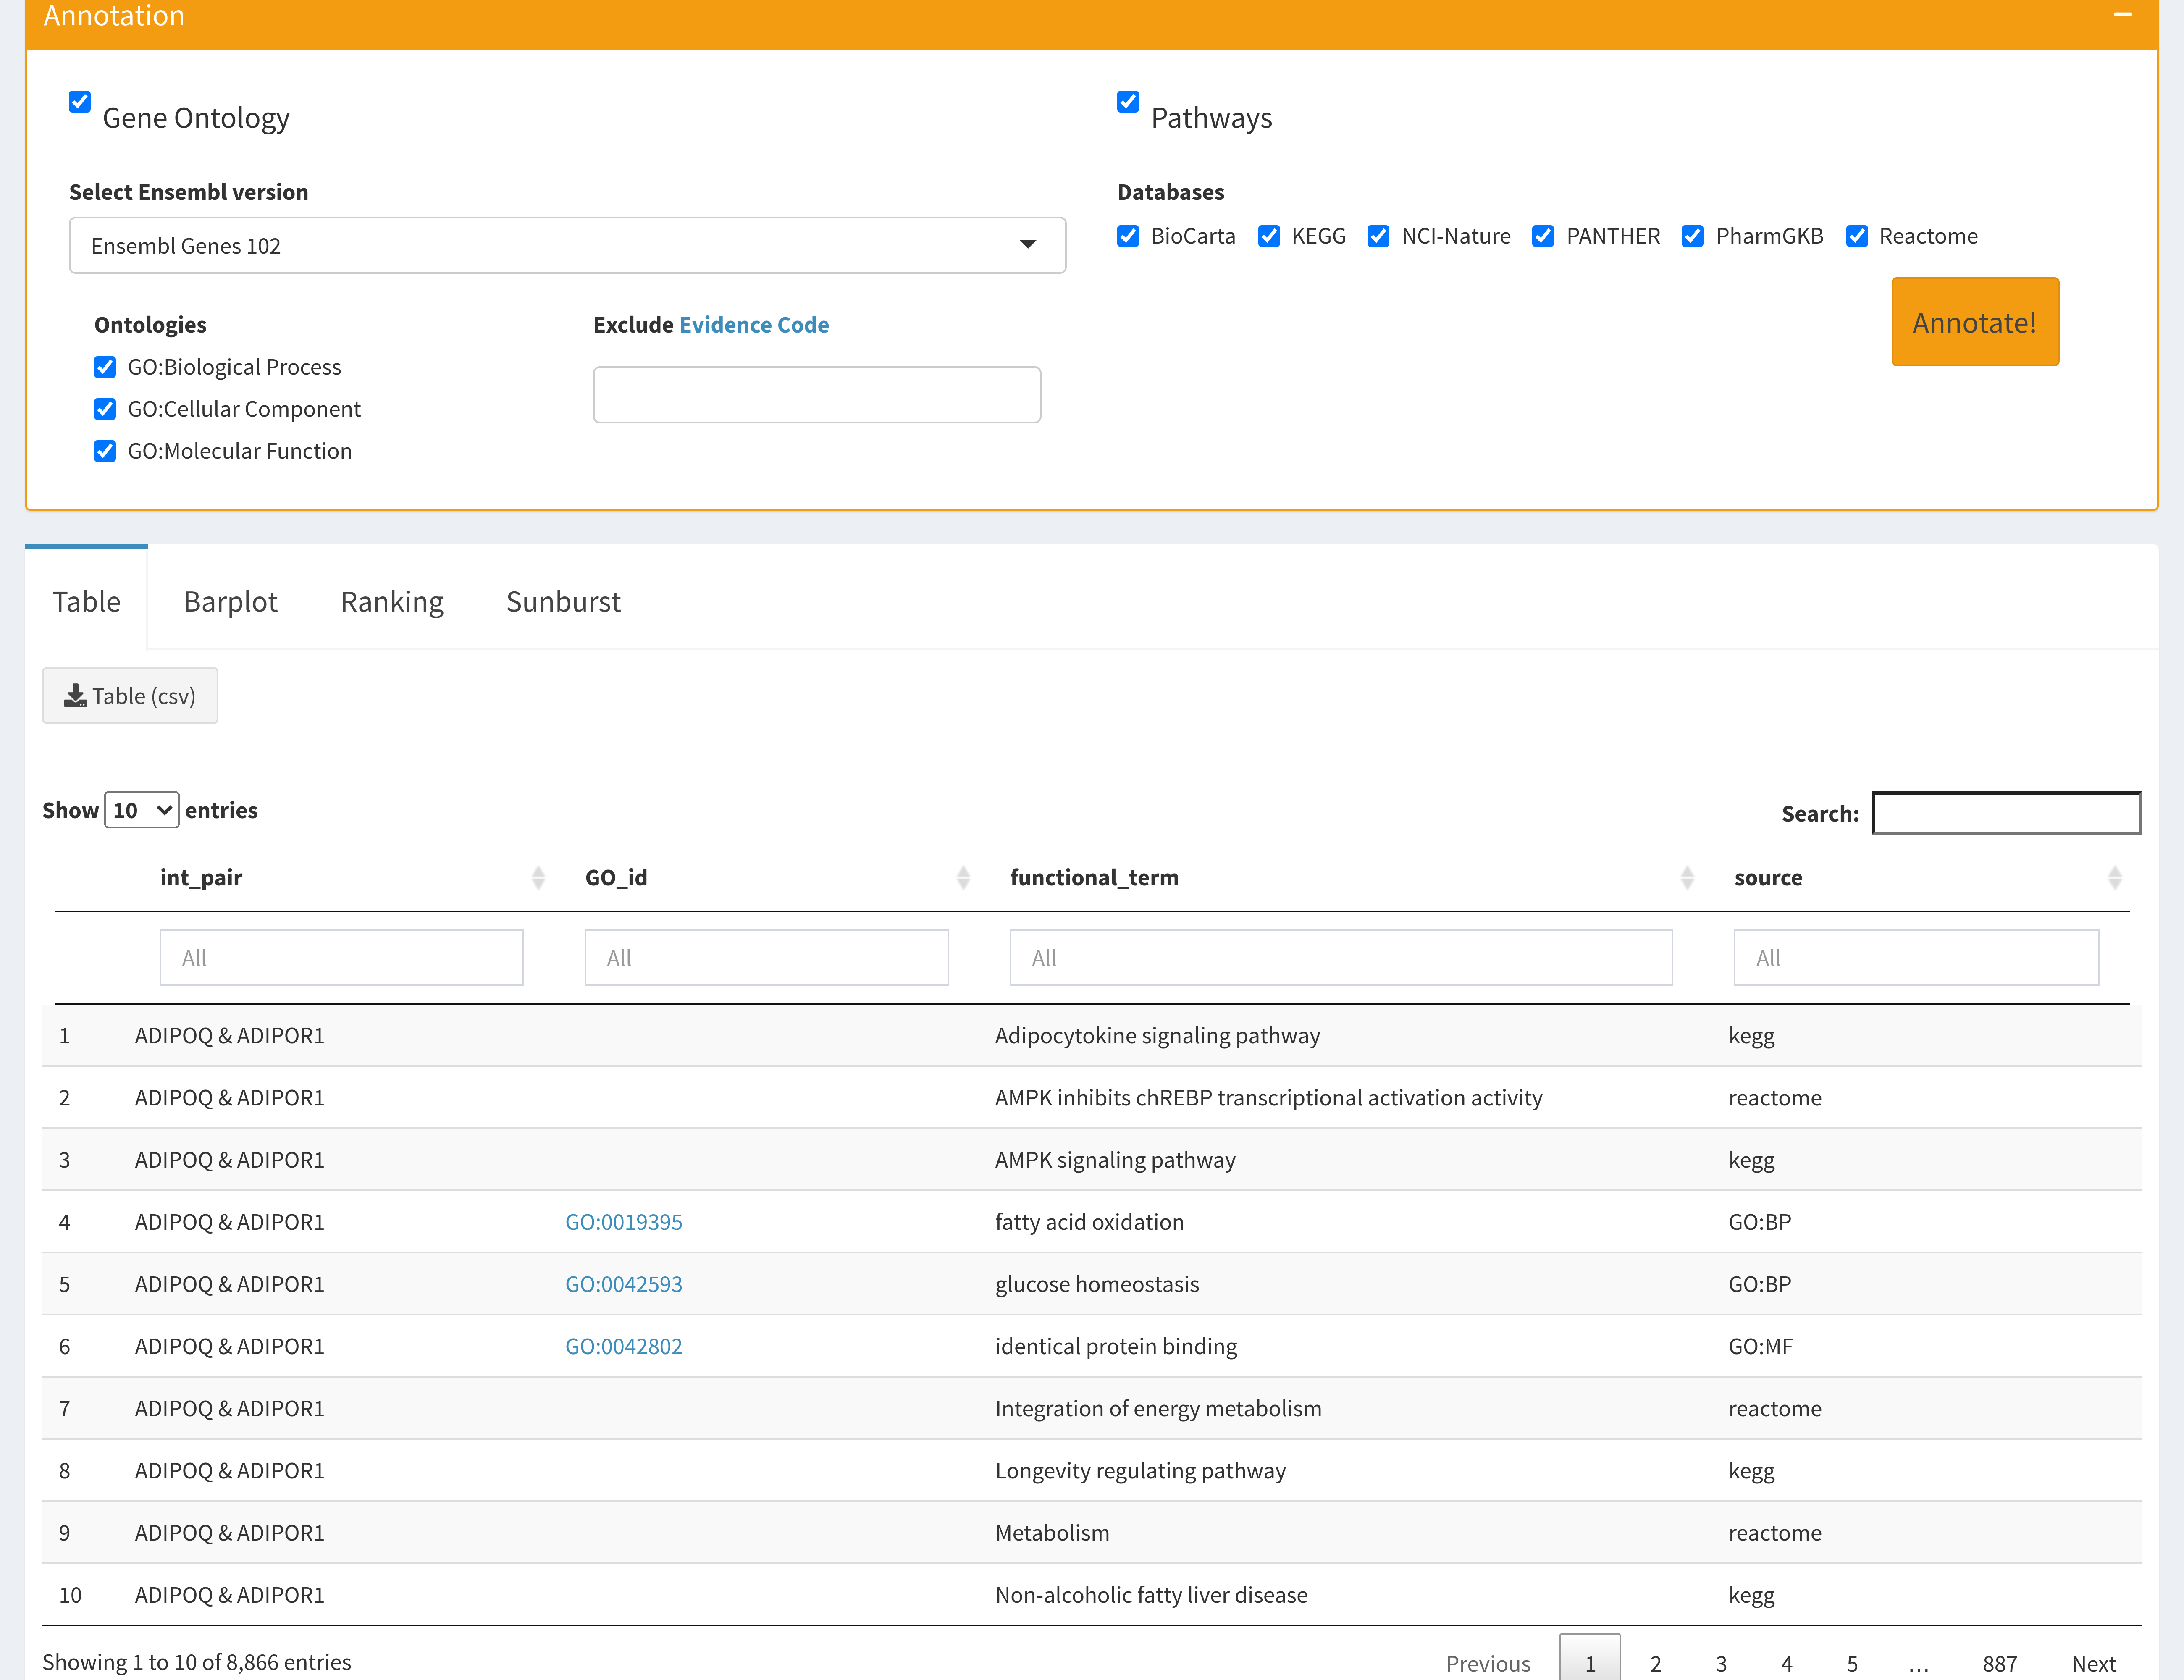 Annotation
Gene Ontology
Pathways
Select Ensembl version
Databases
Ensembl Genes 102
BioCarta KEGG NCI-Nature PANTHER PharmGKB Reactome
Ontologies
Exclude Evidence Code
Annotate!
GO:Biological Process
GO:Cellular Component
GO:Molecular Function
Table Barplot Ranking Sunburst
Table (csv)
Show 10 entries
Search:
int_pair GO_id functional_term source
All All All All
1 ADIPOQ & ADIPOR1 Adipocytokine signaling pathway kegg
2 ADIPOQ & ADIPOR1 AMPK inhibits chREBP transcriptional activation activity reactome
3 ADIPOQ & ADIPOR1 AMPK signaling pathway kegg
4 ADIPOQ & ADIPOR1 GO:0019395 fatty acid oxidation GO:BP
5 ADIPOQ & ADIPOR1 GO:0042593 glucose homeostasis GO:BP
6 ADIPOQ & ADIPOR1 GO:0042802 identical protein binding GO:MF
7 ADIPOQ & ADIPOR1 Integration of energy metabolism reactome
8 ADIPOQ & ADIPOR1 Longevity regulating pathway kegg
9 ADIPOQ & ADIPOR1 Metabolism reactome
10 ADIPOQ & ADIPOR1 Non-alcoholic fatty liver disease kegg
Showing 1 to 10 of 8,866 entries
Previous 1 2 3 4 5 … 887 Next